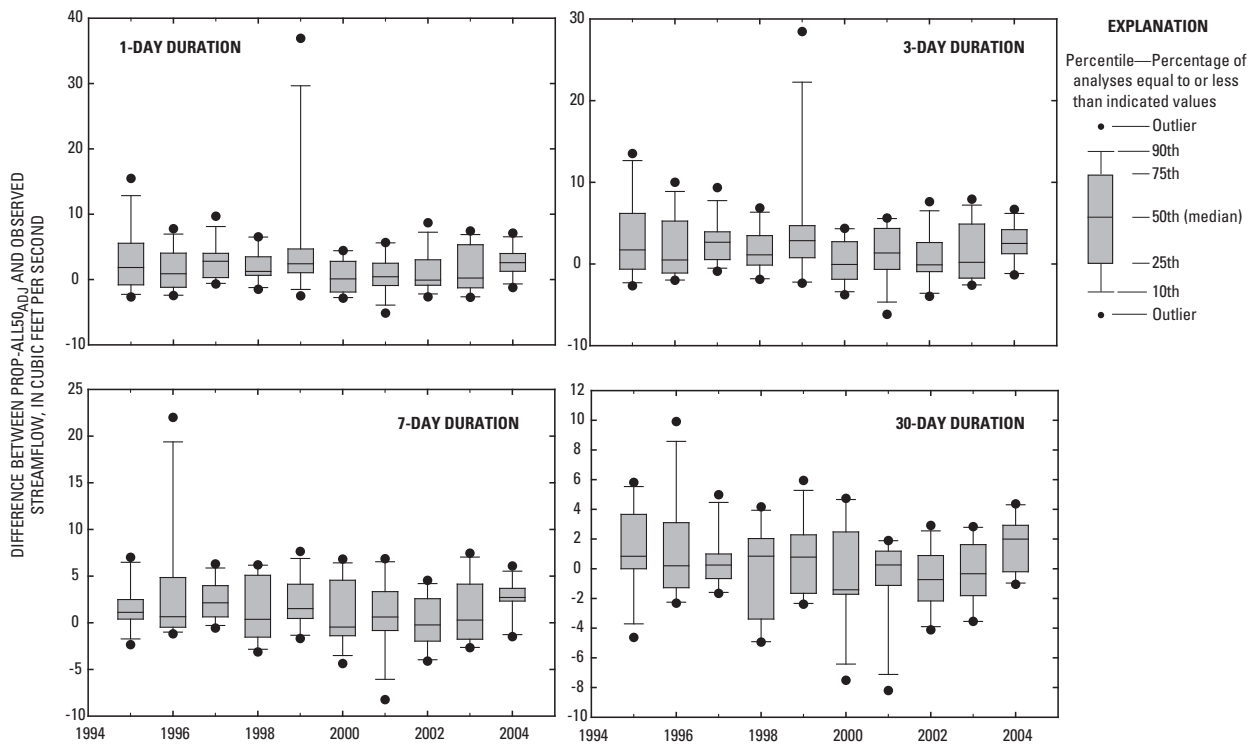 DIFFERENCE BETWEEN PROP-ALL50ADJ AND OBSERVED
STREAMFLOW, IN CUBIC FEET PER SECOND
1-DAY DURATION
50
40
30
20
10
0
-10
3-DAY DURATION
30
20
10
0
-10
7-DAY DURATION
25
20
15
10
5
0
-5
-10
1994 1996 1998 2000 2002 2004
30-DAY DURATION
12
10
8
6
4
2
0
-2
-4
-6
-8
-10
1994 1996 1998 2000 2002 2004
EXPLANATION
Percentile—Percentage of
analyses equal to or less
than indicated values
Outlier
90th
75th
50th (median)
25th
10th
Outlier